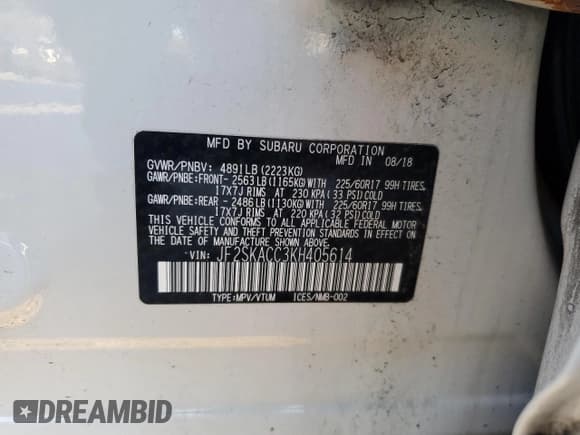 MFD BY SUBARU CORPORATION
MFD IN 08/18
GVWR/PNBV: 4891LB (2223KG)
GAWR/PNBE:FRONT- 2563LB(1165KG)WITH 225/60R17 99H TIRES,
17X7J RIMS AT 230 KPA( 33 PSI)COLD
GAWR/PNBE:REAR - 2486LB(1130KG)WITH 225/60R17 99H TIRES,
17X7J RIMS AT 220 KPA(32 PSI)COLD
THIS VEHICLE CONFORMS TO ALL APPLICABLE FEDERAL MOTOR
VEHICLE SAFETY AND THEFT PREVENTION STANDARDS IN EFFECT
ON THE DATE OF MANUFACTURE SHOWN ABOVE.
VIN: JF2SKACC3KH405614
TYPE:MPV/VTUM ICES/NMB-002
DREAMBID